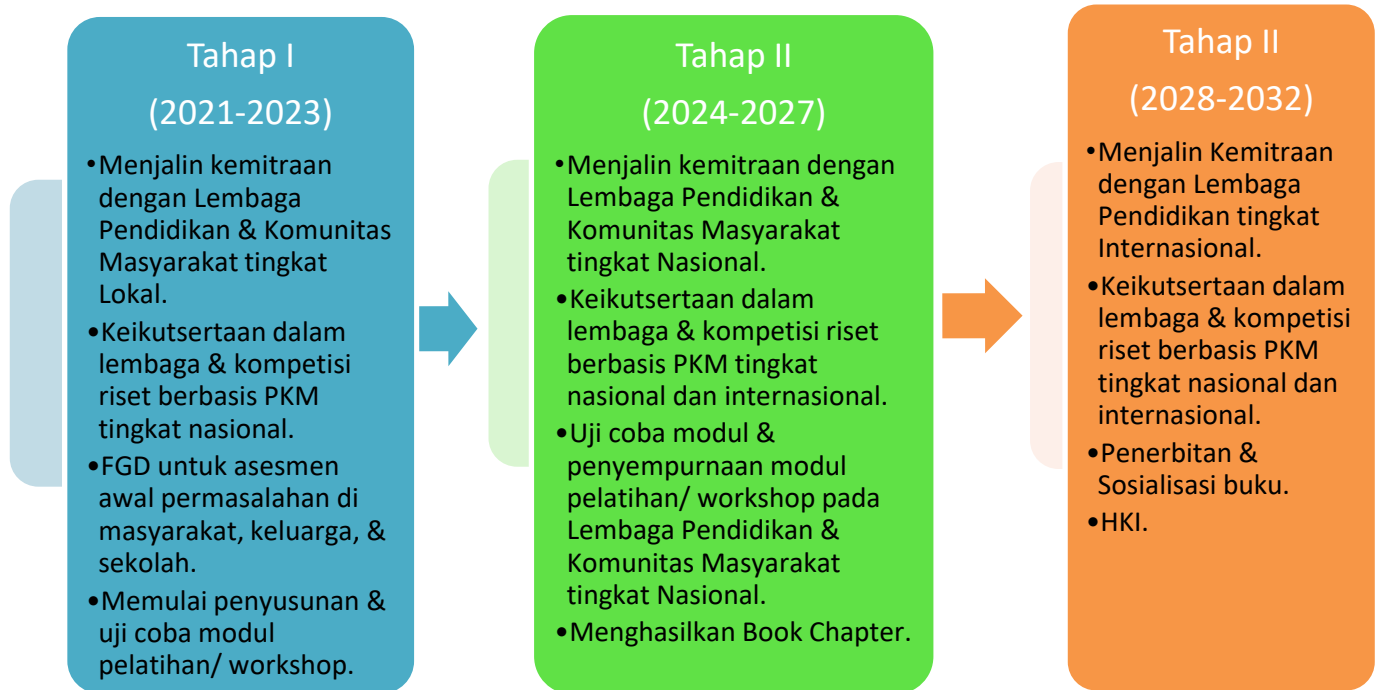 Tahap I
(2021-2023)
•Menjalin kemitraan
dengan Lembaga
Pendidikan & Komunitas
Masyarakat tingkat
Lokal.
•Keikutsertaan dalam
lembaga & kompetisi
riset berbasis PKM
tingkat nasional.
•FGD untuk asesmen
awal permasalahan di
masyarakat, keluarga, &
sekolah.
•Memulai penyusunan &
uji coba modul
pelatihan/ workshop.
Tahap II
(2024-2027)
•Menjalin kemitraan dengan
Lembaga Pendidikan &
Komunitas Masyarakat
tingkat Nasional.
•Keikutsertaan dalam
lembaga & kompetisi riset
berbasis PKM tingkat
nasional dan internasional.
•Uji coba modul &
penyempurnaan modul
pelatihan/ workshop pada
Lembaga Pendidikan &
Komunitas Masyarakat
tingkat Nasional.
•Menghasilkan Book Chapter.
Tahap II
(2028-2032)
•Menjalin Kemitraan
dengan Lembaga
Pendidikan tingkat
Internasional.
•Keikutsertaan dalam
lembaga & kompetisi
riset berbasis PKM
tingkat nasional dan
internasional.
•Penerbitan &
Sosialisasi buku.
•HKI.